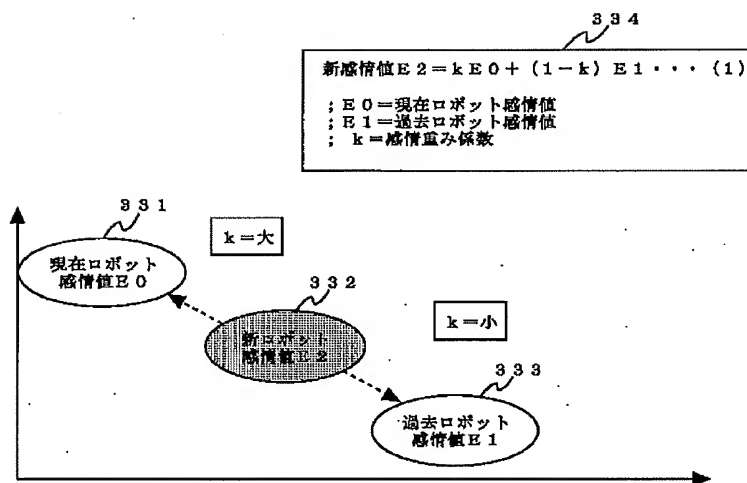 334
新感情値E2=kE0+(1-k)E1・・・(1)
;E0=現在ロボット感情値
;E1=過去ロボット感情値
; k=感情重み係数
331
k=大
現在ロボット
感情値E0
332
新ロボット
感情値E2
k=小
333
過去ロボット
感情値E1